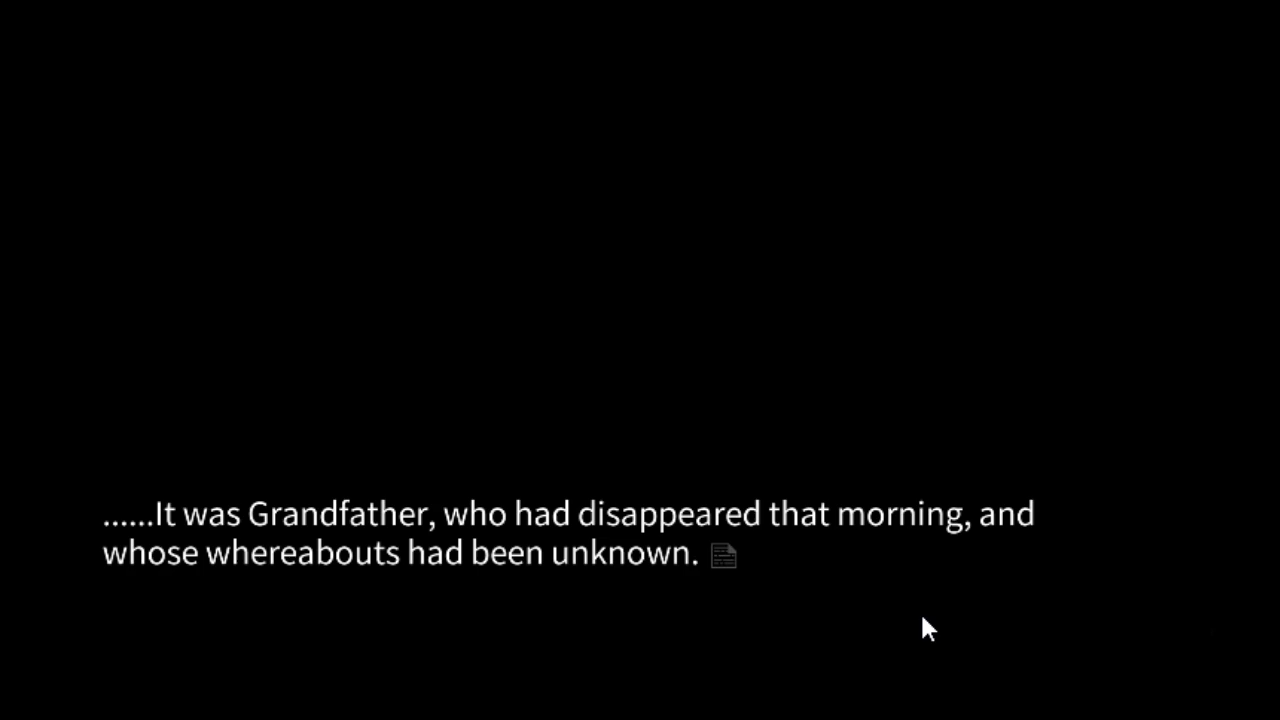 ......It was Grandfather, who had disappeared that morning, and
whose whereabouts had been unknown.